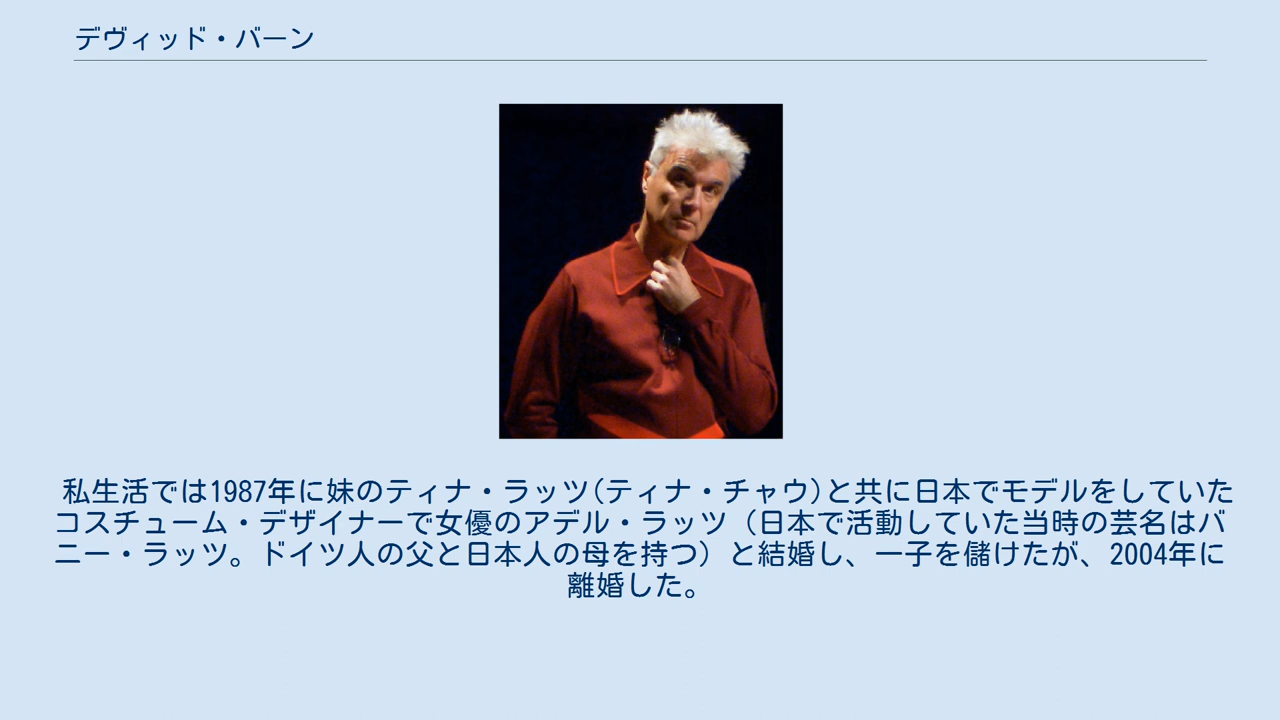 デヴィッド・バーン
私生活では1987年に妹のティナ・ラッツ(ティナ・チャウ)と共に日本でモデルをしていた
コスチューム・デザイナーで女優のアデル・ラッツ（日本で活動していた当時の芸名はバ
ニー・ラッツ。ドイツ人の父と日本人の母を持つ）と結婚し、一子を儲けたが、2004年に
離婚した。